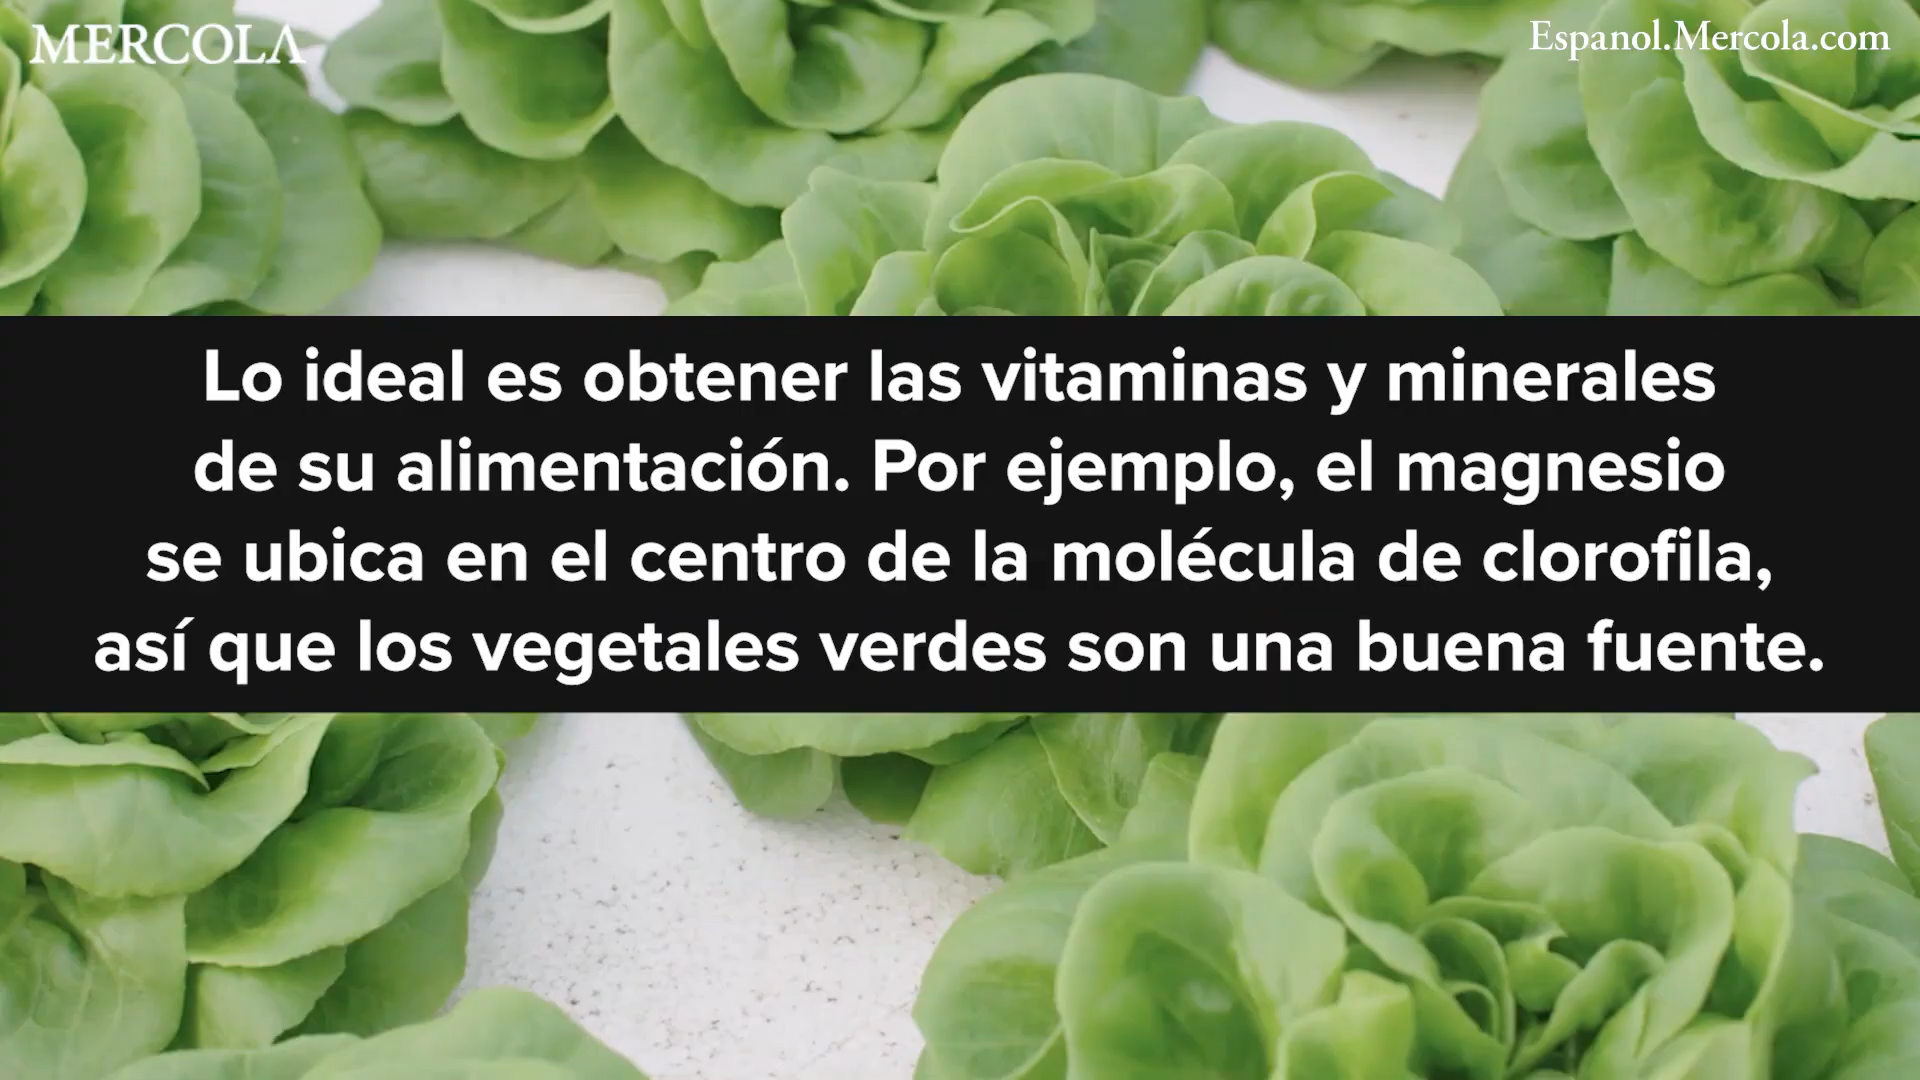 MERCOLA
Espanol.Mercola.com
Lo ideal es obtener las vitaminas y minerales
de su alimentación. Por ejemplo, el magnesio
se ubica en el centro de la molécula de clorofila,
así que los vegetales verdes son una buena fuente.